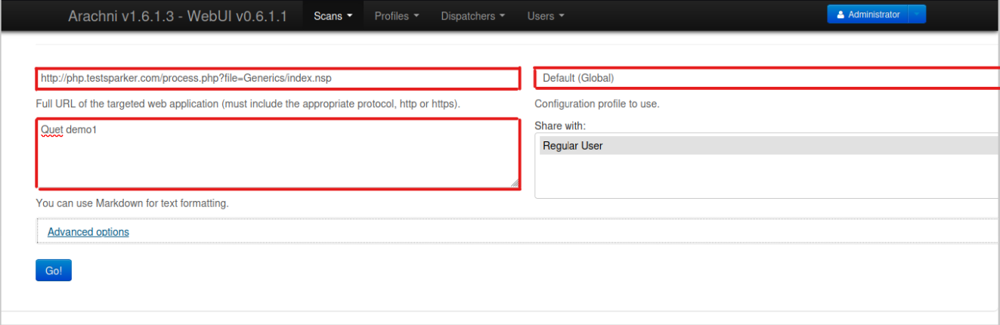 Arachni v1.6.1.3 - WebUI v0.6.1.1 Scans Profiles Dispatchers Users Administrator
http://php.testsparker.com/process.php?file=Generics/index.nsp
Full URL of the targeted web application (must include the appropriate protocol, http or https).
Quet demo1
You can use Markdown for text formatting.
Default (Global)
Configuration profile to use.
Share with:
Regular User
Advanced options
Go!